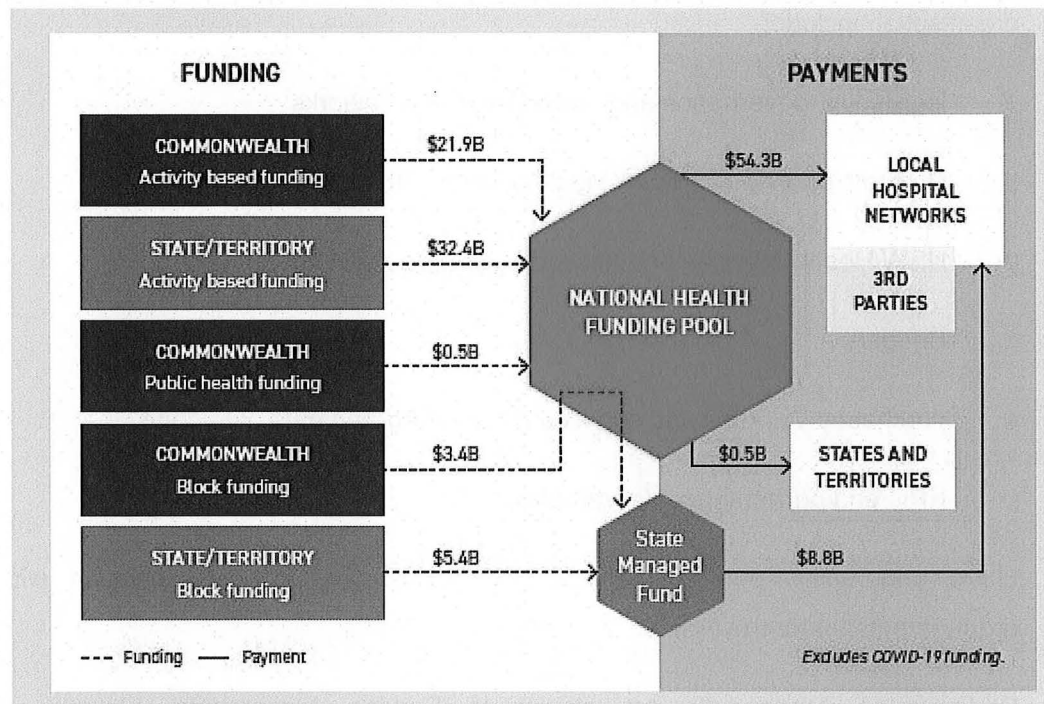 FUNDING
PAYMENTS
COMMONWEALTH
Activity based funding
$21.9B
$54.3B
LOCAL
HOSPITAL
NETWORKS
STATE/TERRITORY
Activity based funding
$32.4B
3RD
PARTIES
NATIONAL HEALTH
FUNDING POOL
COMMONWEALTH
Public health funding
$0.5B
COMMONWEALTH
Block funding
$3.4B
$0.5B
STATES AND
TERRITORIES
STATE/TERRITORY
Block funding
$5.4B
State
Managed
Fund
$8.8B
Funding
Payment
Excludes COVID-19 funding.